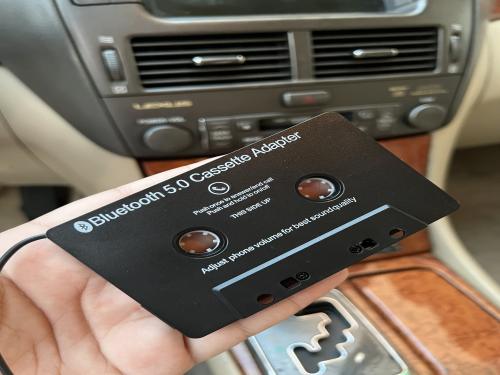 LEXUS
Bluetooth 5.0 Cassette Adapter
Push once to answer/end call
Push and hold to on/off
THIS SIDE UP
Adjust phone volume for best sound quality